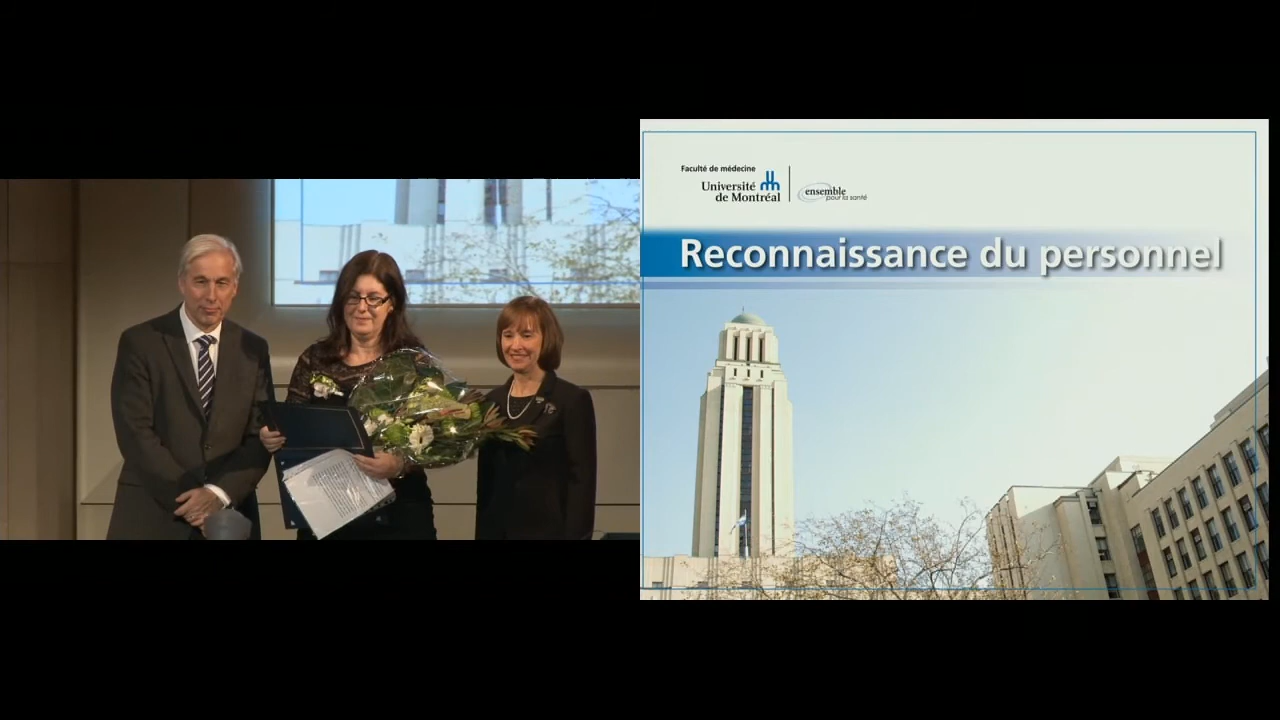 Faculté de médecine
Université
de Montréal
ensemble
pour la santé
Reconnaissance du personnel